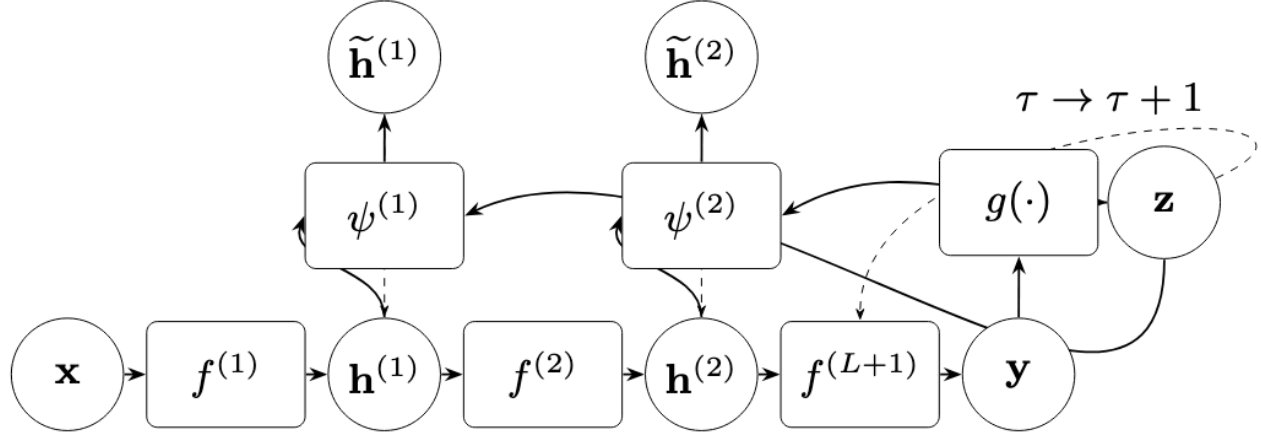 h̃⁽¹⁾ h̃⁽²⁾
τ → τ + 1
ψ⁽¹⁾ ψ⁽²⁾ g(·) z
x f⁽¹⁾ h⁽¹⁾ f⁽²⁾ h⁽²⁾ f⁽ᴸ⁺¹⁾ y